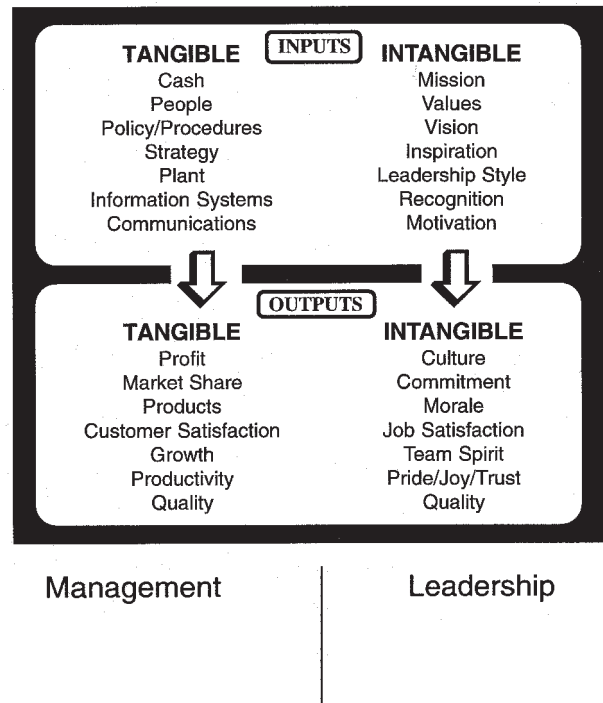 INPUTS
TANGIBLE
Cash
People
Policy/Procedures
Strategy
Plant
Information Systems
Communications
INTANGIBLE
Mission
Values
Vision
Inspiration
Leadership Style
Recognition
Motivation
OUTPUTS
TANGIBLE
Profit
Market Share
Products
Customer Satisfaction
Growth
Productivity
Quality
INTANGIBLE
Culture
Commitment
Morale
Job Satisfaction
Team Spirit
Pride/Joy/Trust
Quality
Management
Leadership